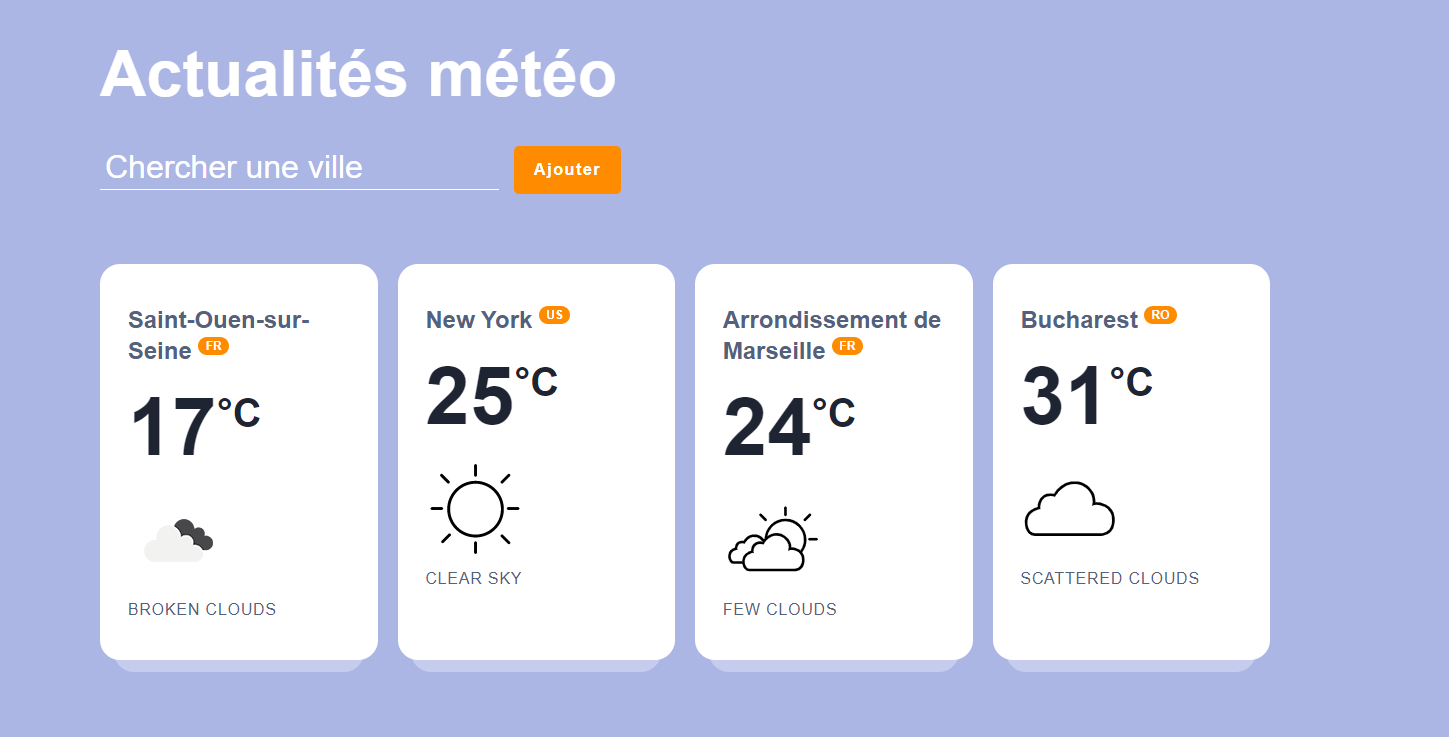 Actualités météo
Chercher une ville
Ajouter
Saint-Ouen-sur-
Seine FR
17°C
BROKEN CLOUDS
New York US
25°C
CLEAR SKY
Arrondissement de
Marseille FR
24°C
FEW CLOUDS
Bucharest RO
31°C
SCATTERED CLOUDS